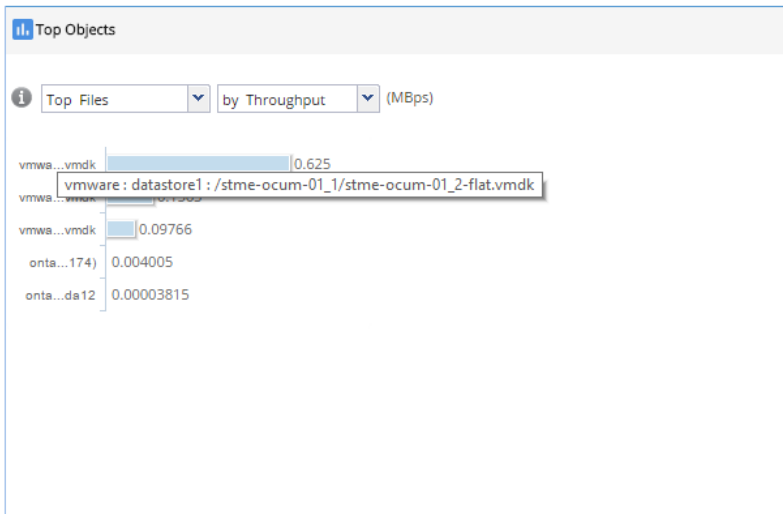 Top Objects
Top Files by Throughput (MBps)
vmwa...vmdk 0.625
vmware : datastore1 : /stme-ocum-01_1/stme-ocum-01_2-flat.vmdk
vmwa...vmdk
vmwa...vmdk 0.09766
onta...174) 0.004005
onta...da12 0.00003815